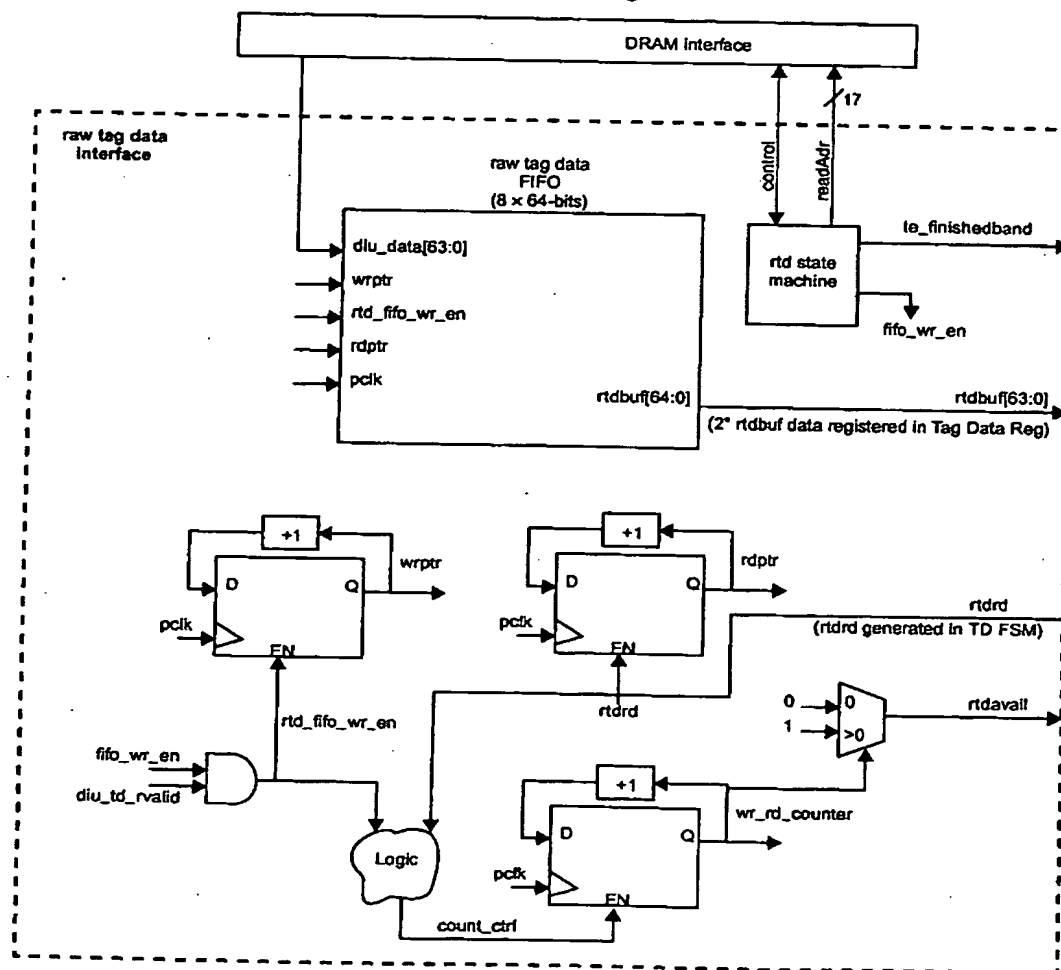 DRAM interface
17
raw tag data
interface
control
readAdr
raw tag data
FIFO
(8 × 64-bits)
diu_data[63:0]
wrptr
rtd_fifo_wr_en
rdptr
pclk
rtdbuf[64:0]
rtd state
machine
te_finishedband
fifo_wr_en
rtdbuf[63:0]
(2* rtdbuf data registered in Tag Data Reg)
+1
wrptr
D
Q
pclk
EN
+1
rdptr
D
Q
pclk
EN
rtdrd
(rtdrd generated in TD FSM)
rtd_fifo_wr_en
rtdrd
0
0
1
>0
rtdavail
fifo_wr_en
diu_td_rvalid
Logic
+1
wr_rd_counter
D
Q
pclk
EN
count_ctrl